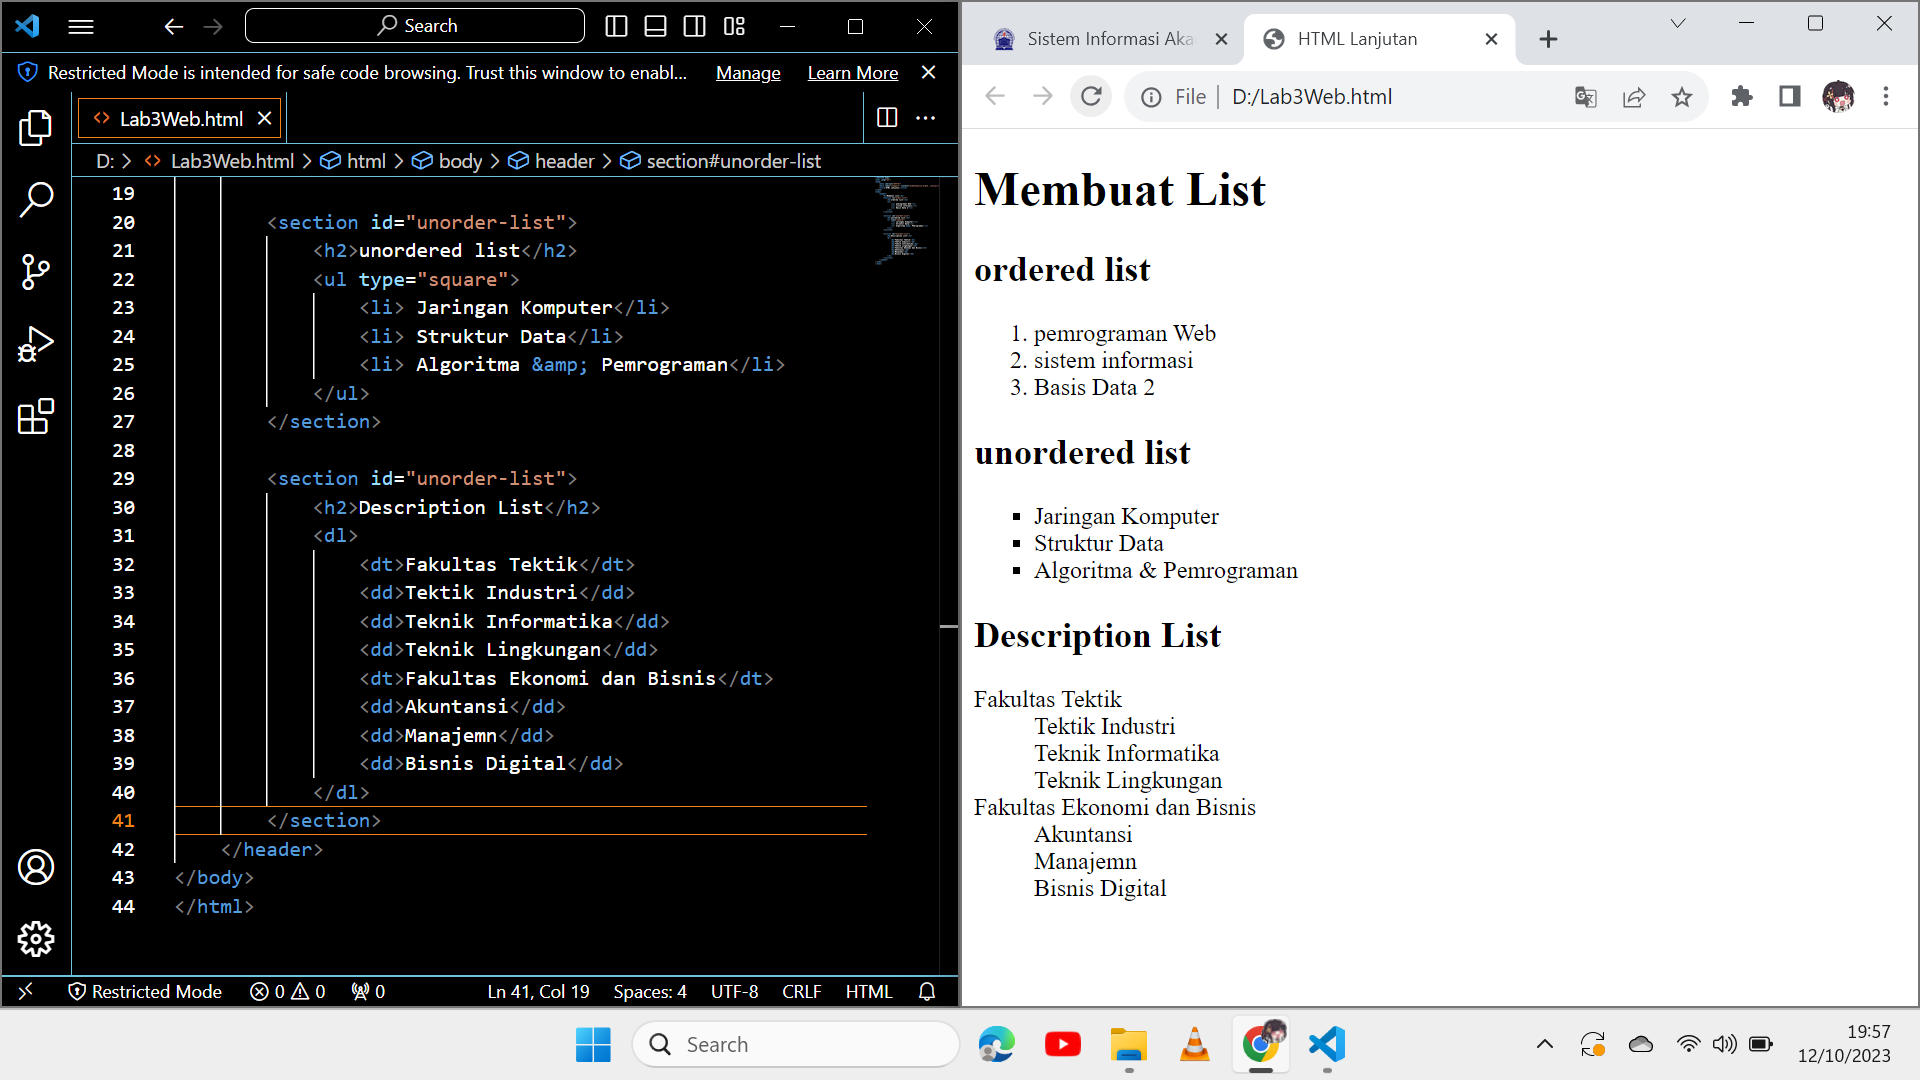 Search
Restricted Mode is intended for safe code browsing. Trust this window to enabl... Manage Learn More
Lab3Web.html
D: > Lab3Web.html > html > body > header > section#unorder-list
19
20 <section id="unorder-list">
21 <h2>unordered list</h2>
22 <ul type="square">
23 <li> Jaringan Komputer</li>
24 <li> Struktur Data</li>
25 <li> Algoritma &amp; Pemrograman</li>
26 </ul>
27 </section>
28
29 <section id="unorder-list">
30 <h2>Description List</h2>
31 <dl>
32 <dt>Fakultas Tektik</dt>
33 <dd>Tektik Industri</dd>
34 <dd>Teknik Informatika</dd>
35 <dd>Teknik Lingkungan</dd>
36 <dt>Fakultas Ekonomi dan Bisnis</dt>
37 <dd>Akuntansi</dd>
38 <dd>Manajemn</dd>
39 <dd>Bisnis Digital</dd>
40 </dl>
41 </section>
42 </header>
43 </body>
44 </html>
Restricted Mode 0 0 0 Ln 41, Col 19 Spaces: 4 UTF-8 CRLF HTML
Sistem Informasi Aka HTML Lanjutan
File | D:/Lab3Web.html
Membuat List
ordered list
1. pemrograman Web
2. sistem informasi
3. Basis Data 2
unordered list
Jaringan Komputer
Struktur Data
Algoritma & Pemrograman
Description List
Fakultas Tektik
Tektik Industri
Teknik Informatika
Teknik Lingkungan
Fakultas Ekonomi dan Bisnis
Akuntansi
Manajemn
Bisnis Digital
Search
19:57
12/10/2023